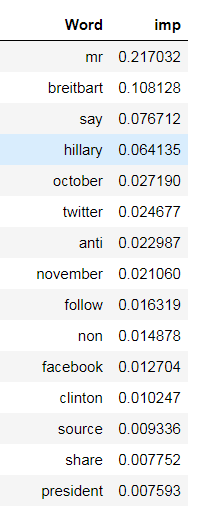 Word imp
mr 0.217032
breitbart 0.108128
say 0.076712
hillary 0.064135
october 0.027190
twitter 0.024677
anti 0.022987
november 0.021060
follow 0.016319
non 0.014878
facebook 0.012704
clinton 0.010247
source 0.009336
share 0.007752
president 0.007593